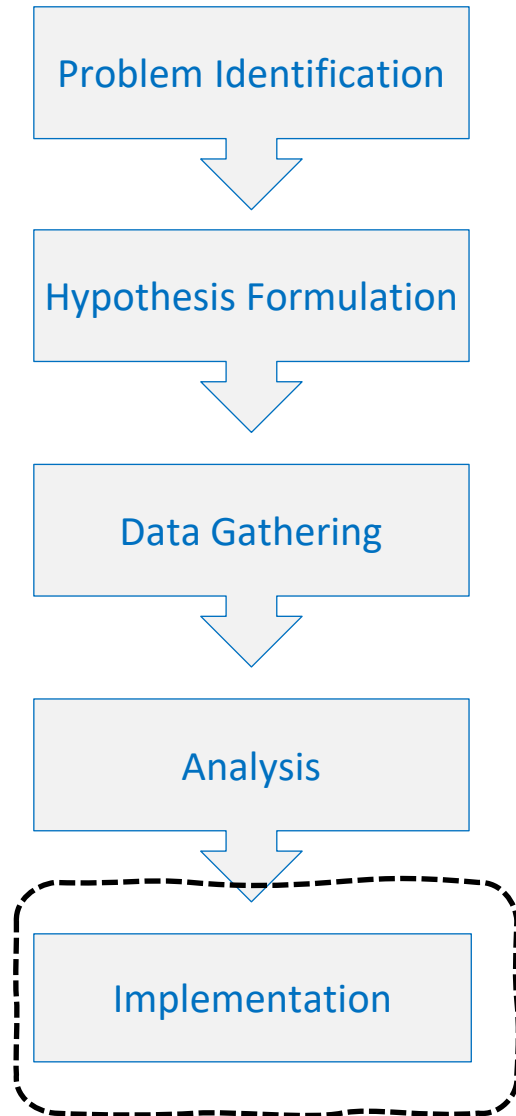 Problem Identification
Hypothesis Formulation
Data Gathering
Analysis
Implementation